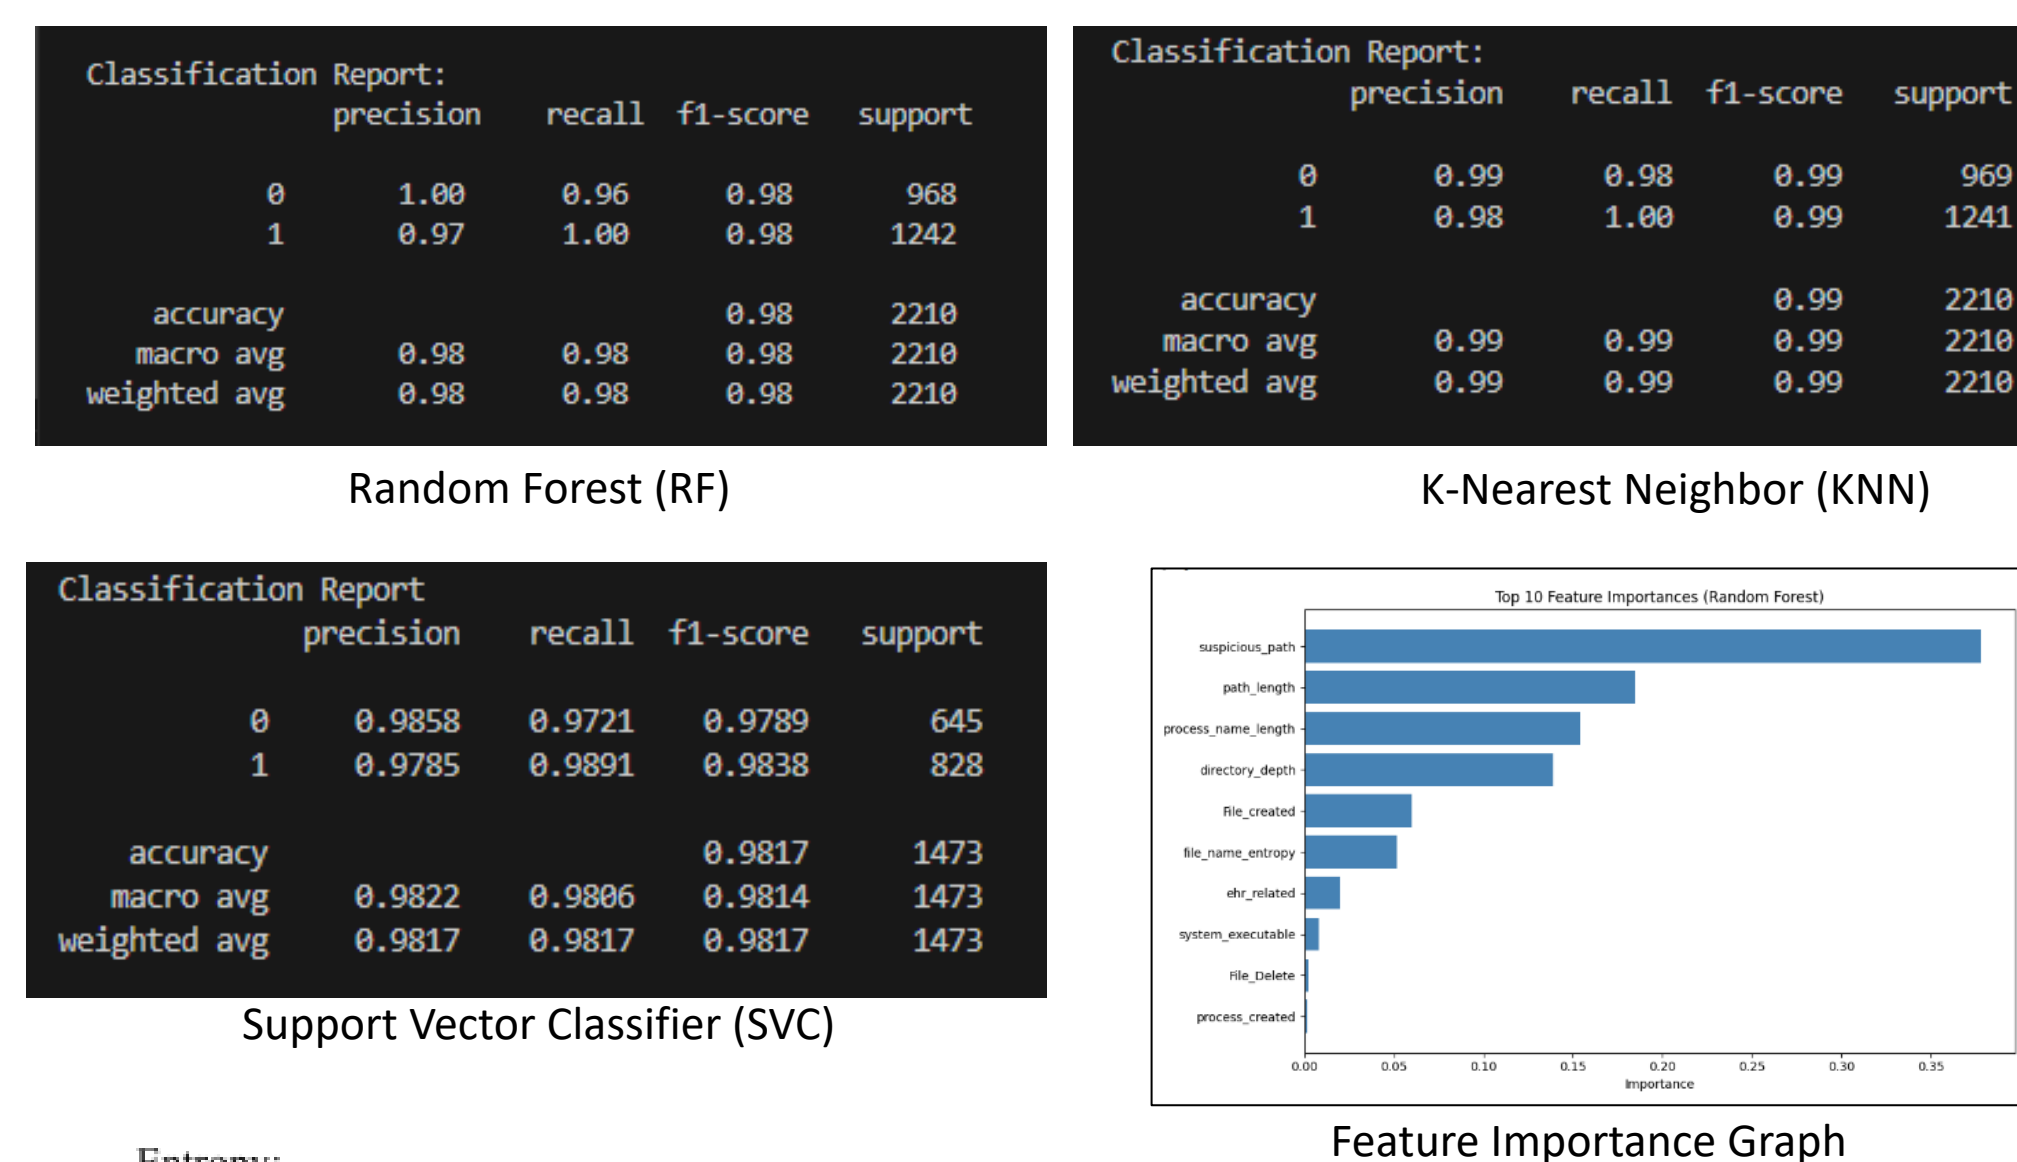 Classification Report:
precision recall f1-score support
0 1.00 0.96 0.98 968
1 0.97 1.00 0.98 1242
accuracy 0.98 2210
macro avg 0.98 0.98 0.98 2210
weighted avg 0.98 0.98 0.98 2210
Random Forest (RF)
Classification Report:
precision recall f1-score support
0 0.99 0.98 0.99 969
1 0.98 1.00 0.99 1241
accuracy 0.99 2210
macro avg 0.99 0.99 0.99 2210
weighted avg 0.99 0.99 0.99 2210
K-Nearest Neighbor (KNN)
Classification Report
precision recall f1-score support
0 0.9858 0.9721 0.9789 645
1 0.9785 0.9891 0.9838 828
accuracy 0.9817 1473
macro avg 0.9822 0.9806 0.9814 1473
weighted avg 0.9817 0.9817 0.9817 1473
Support Vector Classifier (SVC)
Top 10 Feature Importances (Random Forest)
suspicious_path
path_length
process_name_length
directory_depth
File_created
file_name_entropy
ehr_related
system_executable
File_Delete
process_created
0.00 0.05 0.10 0.15 0.20 0.25 0.30 0.35
Importance
Feature Importance Graph